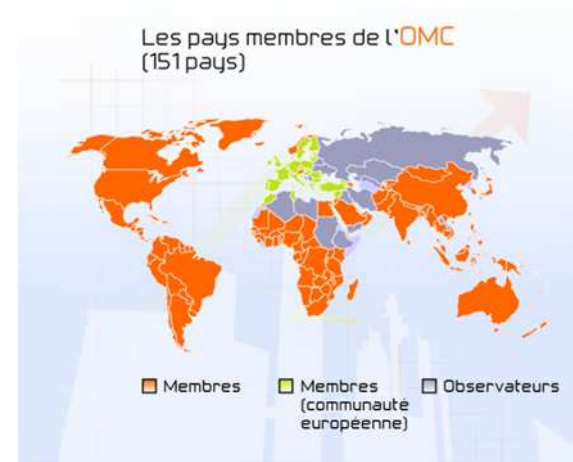 Les pays membres de l'OMC
(151 pays)
Membres
Membres
(communauté
européenne)
Observateurs